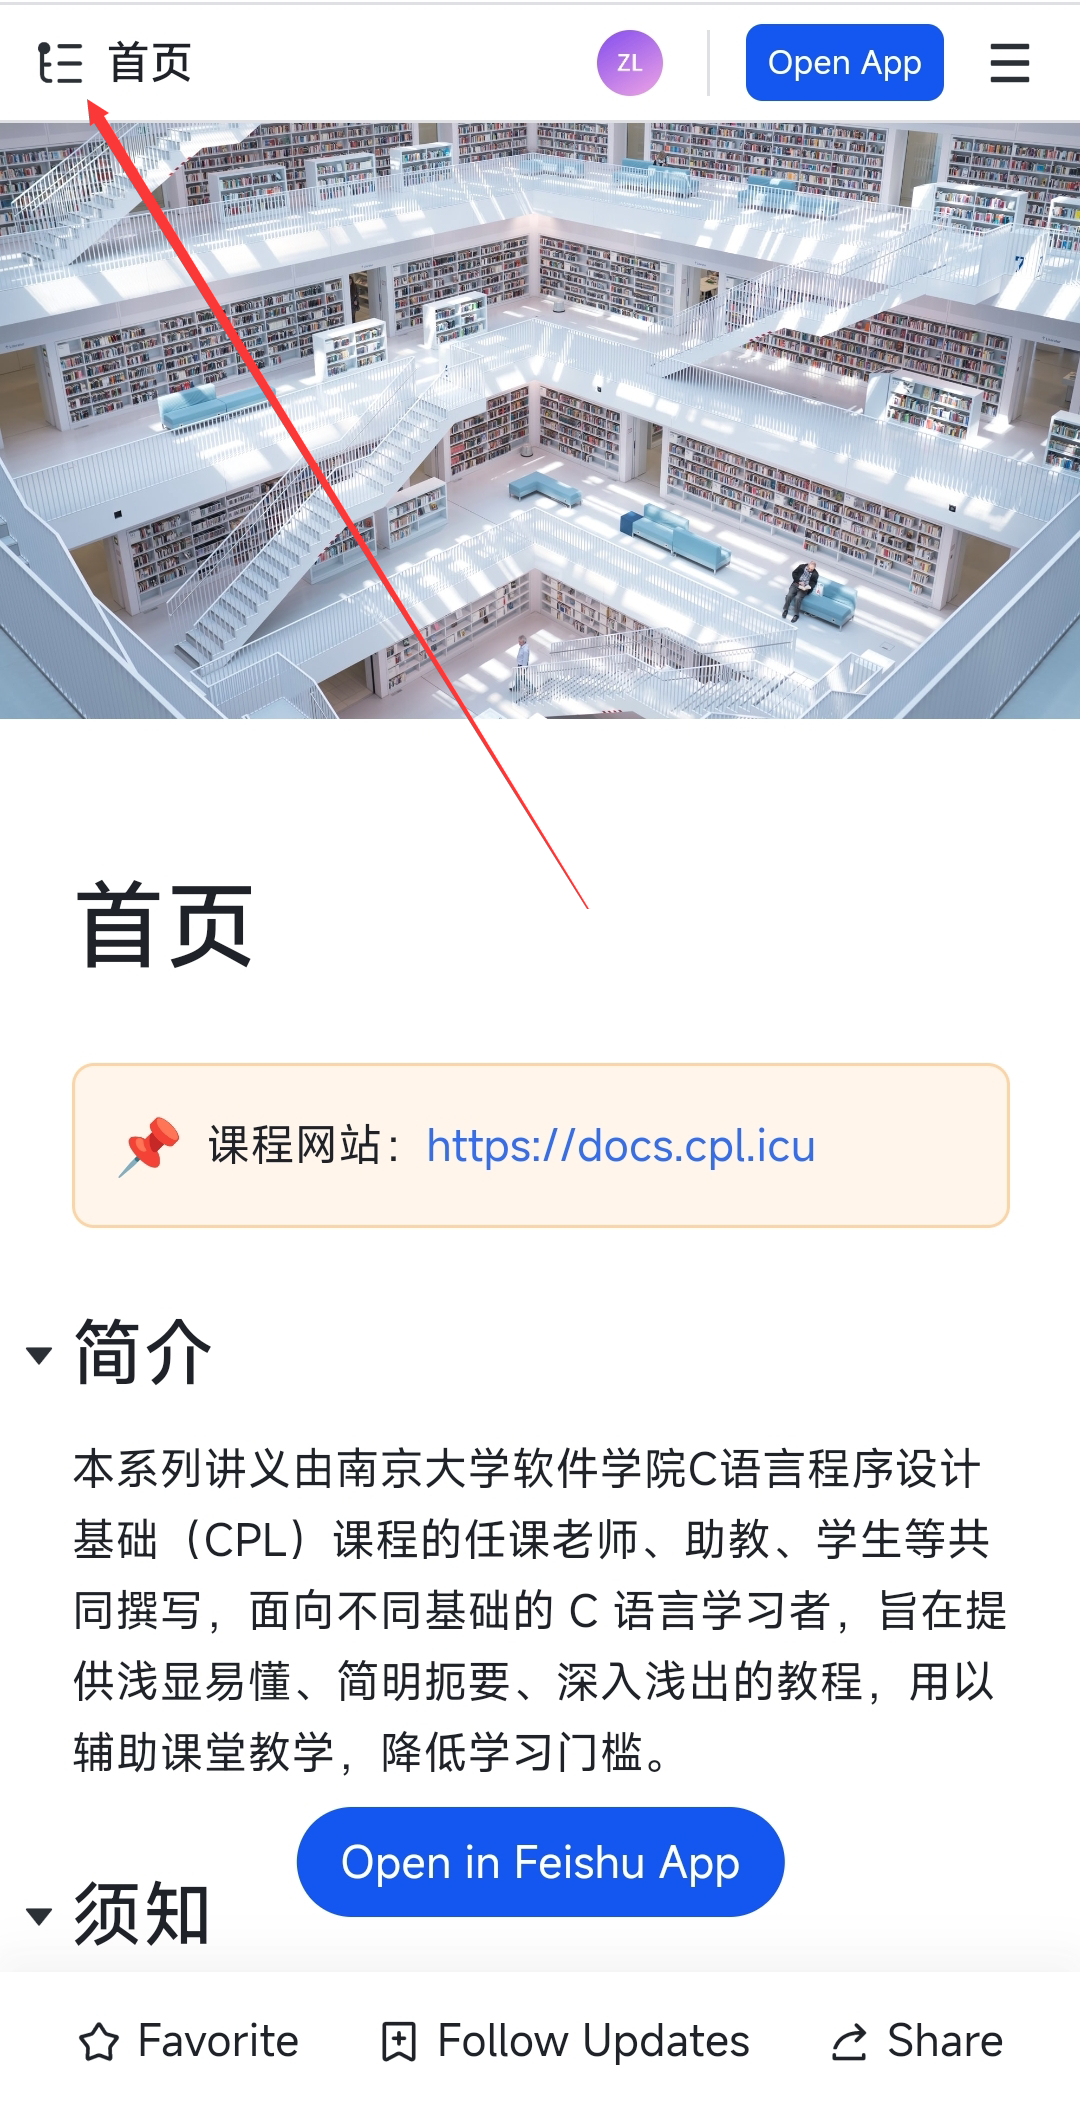 首页
ZL
Open App
首页
课程网站：https://docs.cpl.icu
简介
本系列讲义由南京大学软件学院C语言程序设计
基础（CPL）课程的任课老师、助教、学生等共
同撰写，面向不同基础的 C 语言学习者，旨在提
供浅显易懂、简明扼要、深入浅出的教程，用以
辅助课堂教学，降低学习门槛。
Open in Feishu App
须知
Favorite
Follow Updates
Share